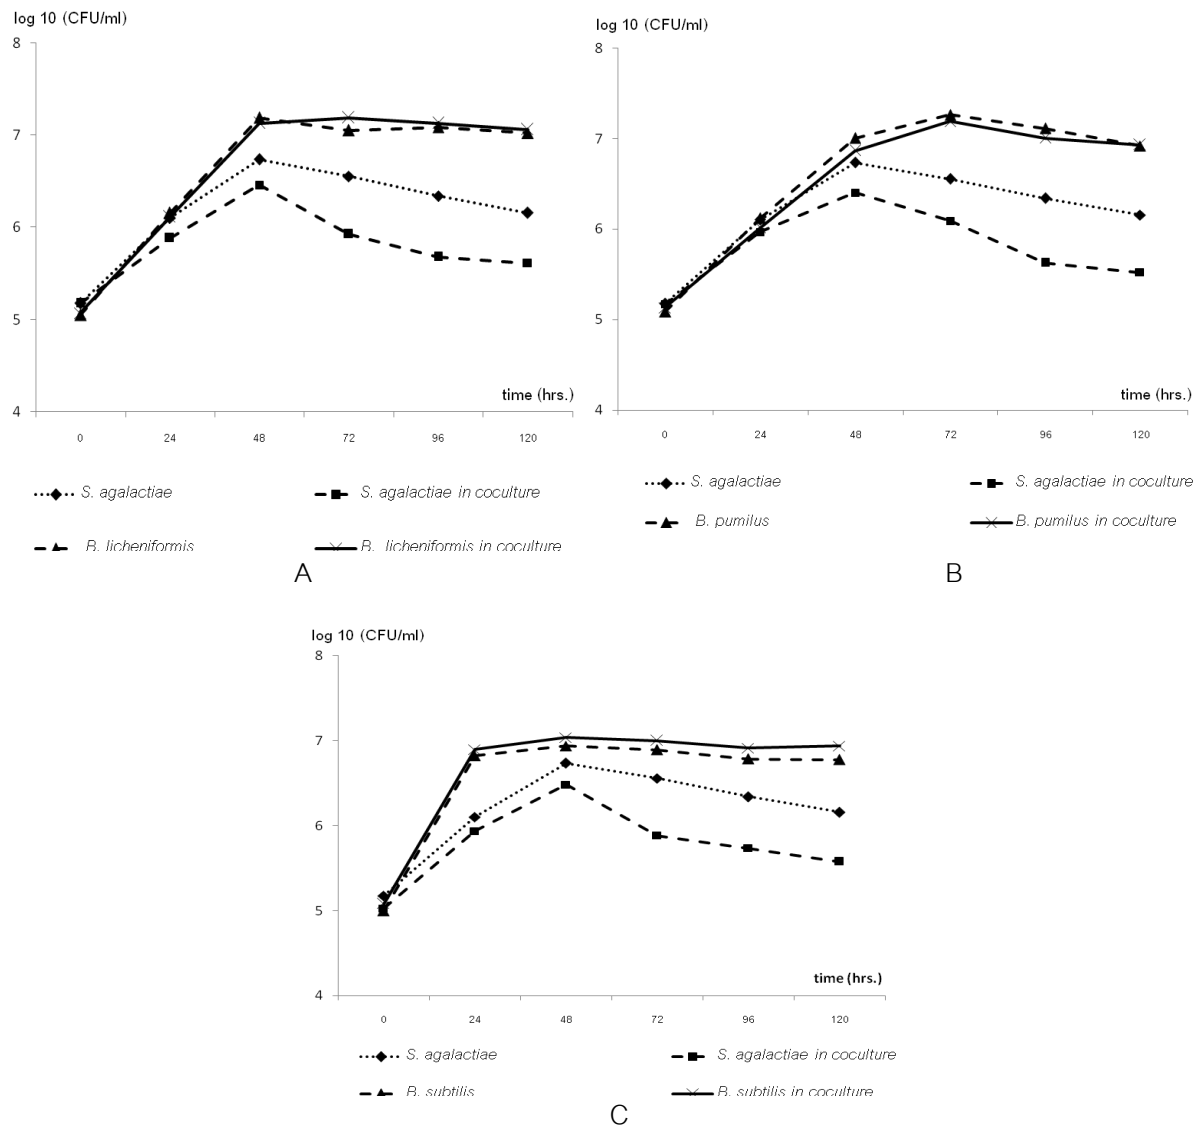 log 10 (CFU/ml)
8
7
6
5
4
time (hrs.)
0 24 48 72 96 120
S. agalactiae
S. agalactiae in coculture
B. licheniformis
B. licheniformis in coculture
A
log 10 (CFU/ml)
8
7
6
5
4
time (hrs.)
0 24 48 72 96 120
S. agalactiae
S. agalactiae in coculture
B. pumilus
B. pumilus in coculture
B
log 10 (CFU/ml)
8
7
6
5
4
time (hrs.)
0 24 48 72 96 120
S. agalactiae
S. agalactiae in coculture
B. subtilis
B. subtilis in coculture
C